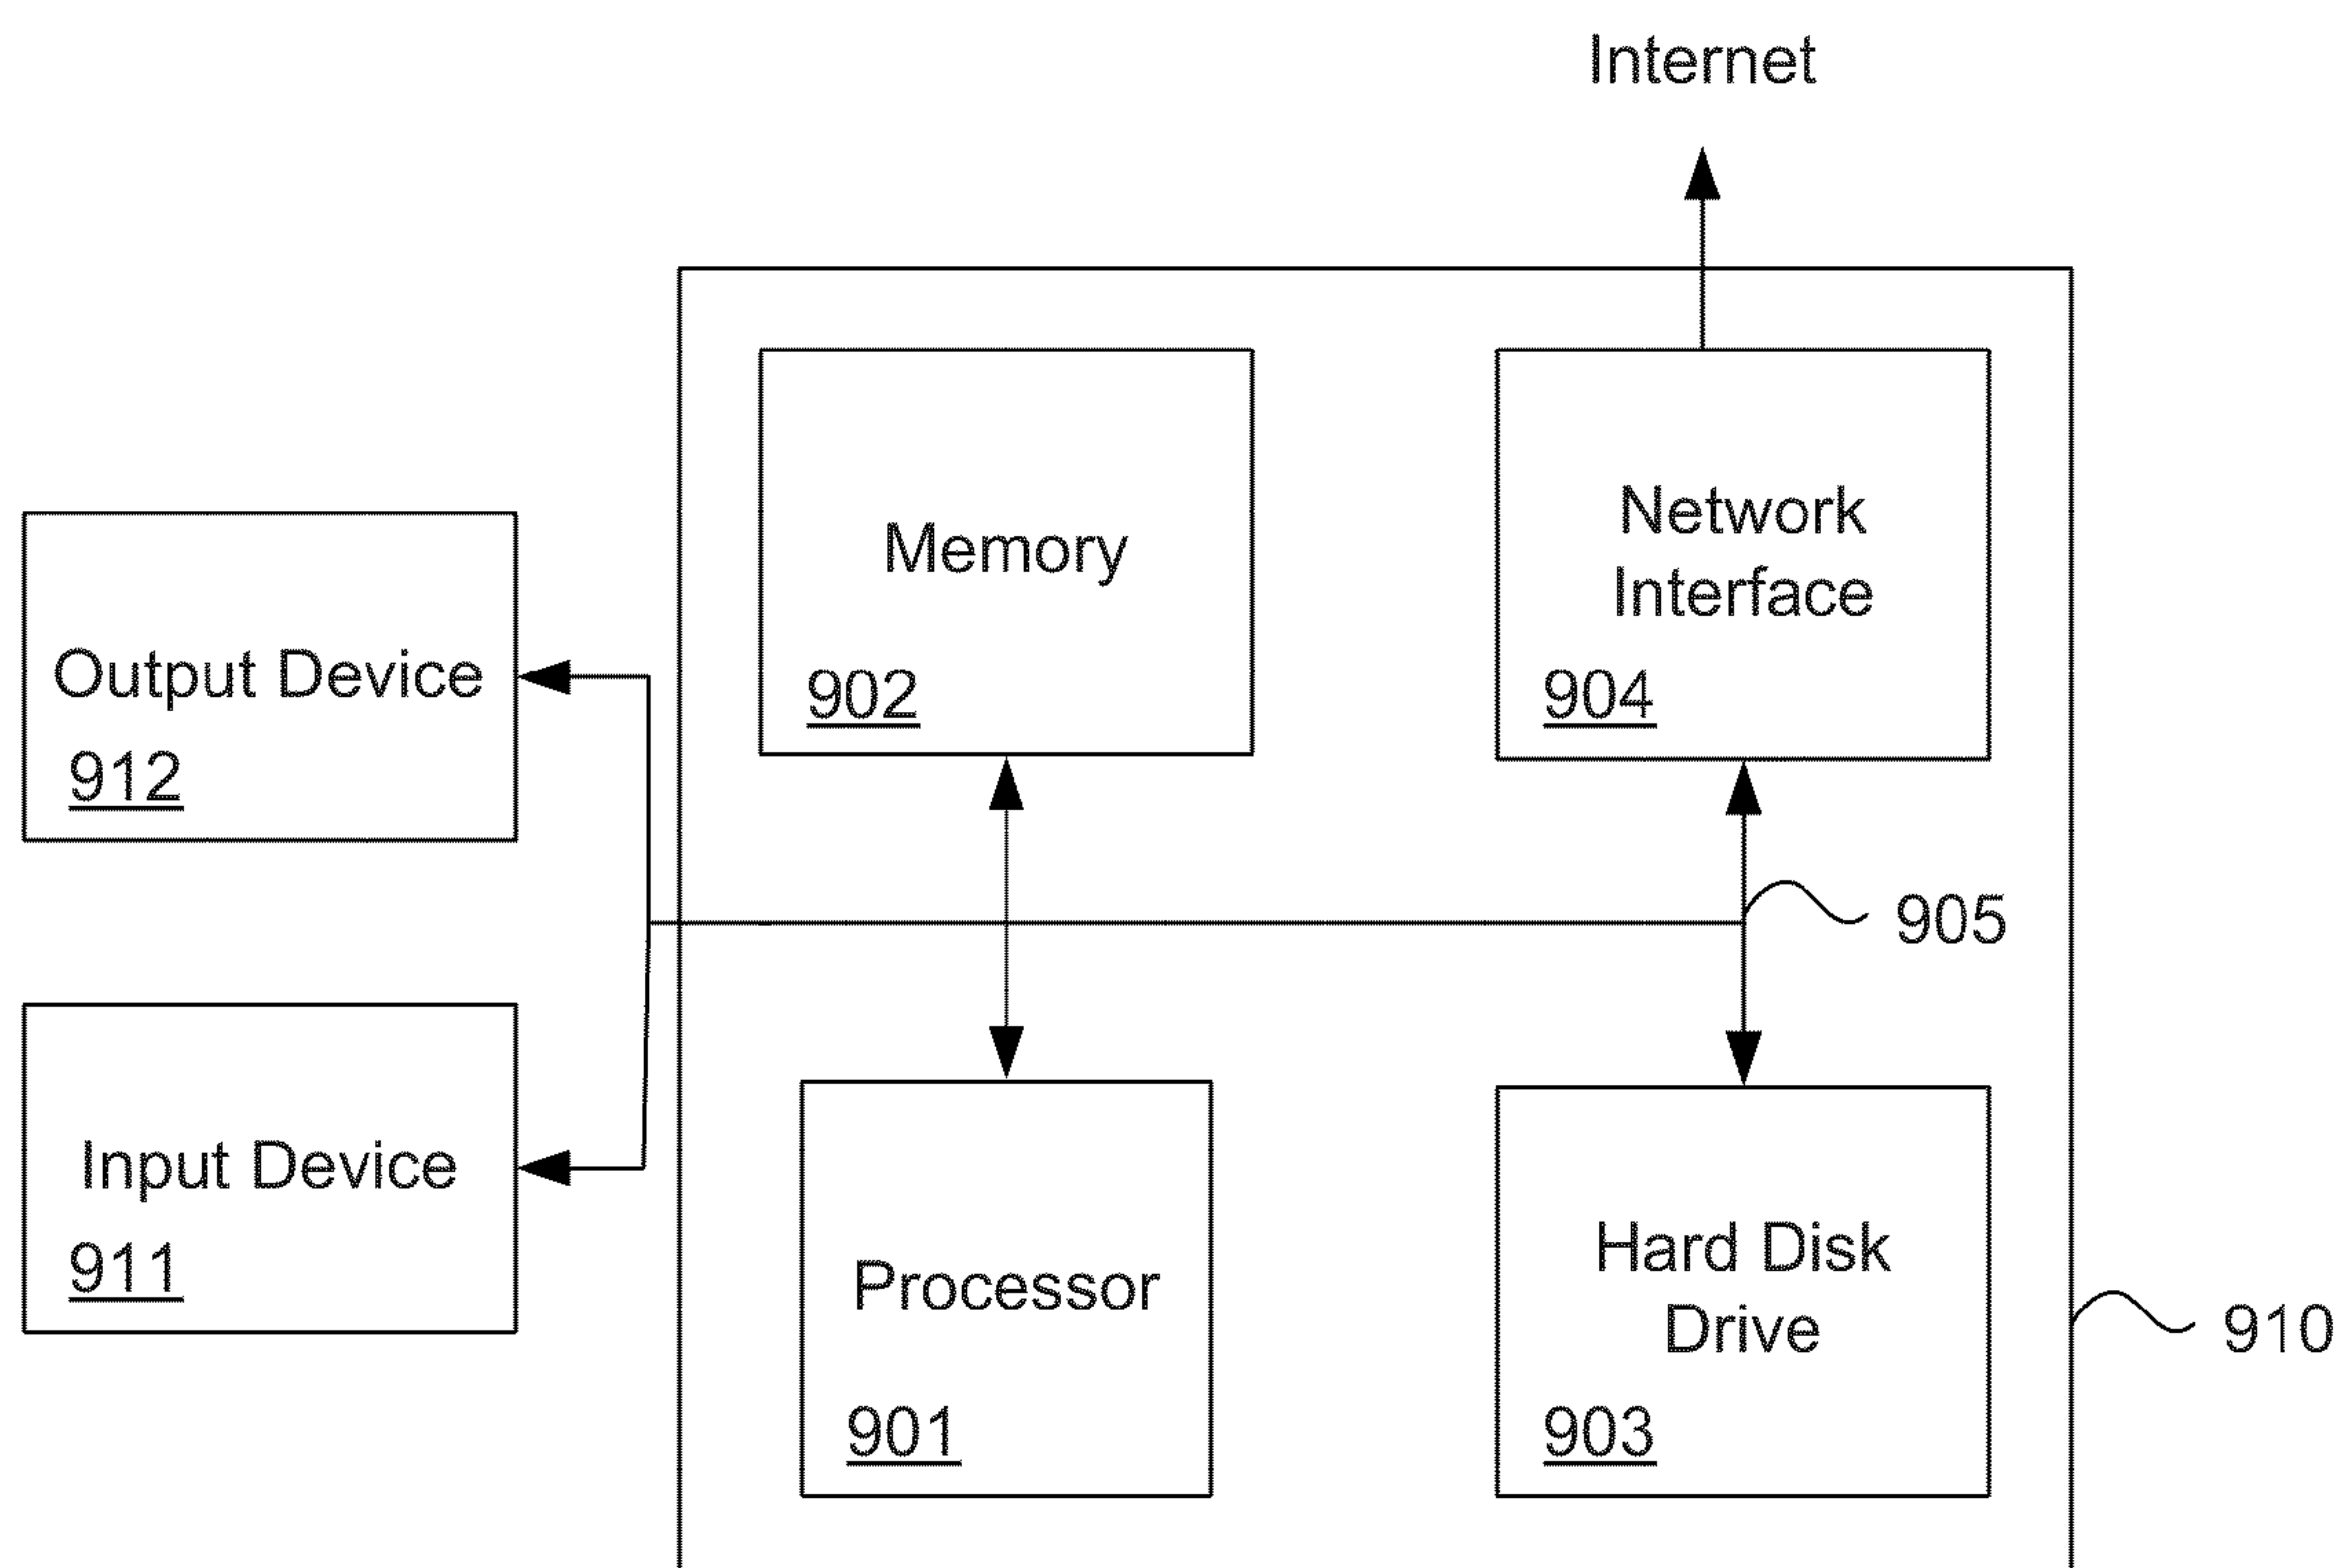 Internet
Memory
902
Network
Interface
904
Output Device
912
905
Input Device
911
Processor
901
Hard Disk
Drive
903
910